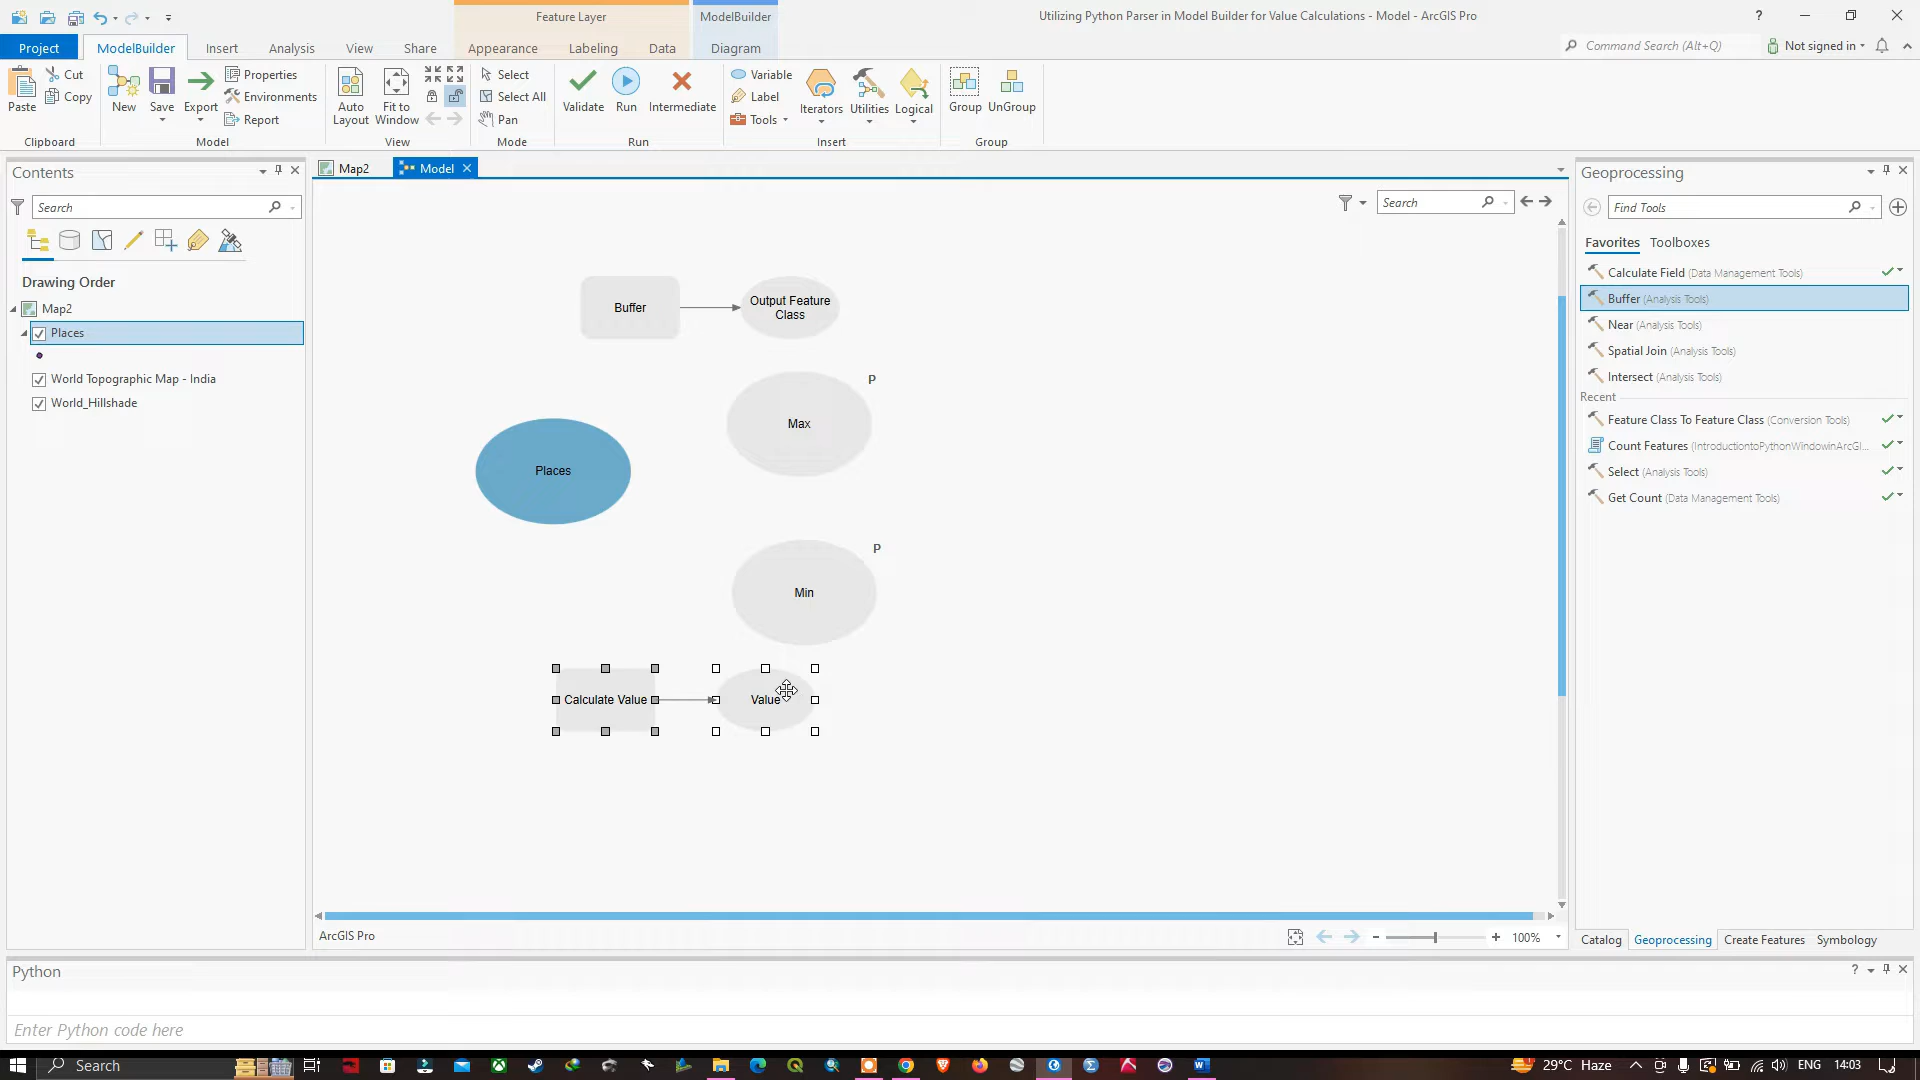 Feature Layer
ModelBuilder
Utilizing Python Parser in Model Builder for Value Calculations - Model - ArcGIS Pro
?
Project
ModelBuilder
Insert
Analysis
View
Share
Appearance
Labeling
Data
Diagram
Command Search (Alt+Q)
Not signed in
Paste
Cut
Copy
Clipboard
New
Save
Export
Properties
Environments
Report
Model
Auto
Layout
Fit to
Window
View
Select
Select All
Pan
Mode
Validate
Run
Intermediate
Run
Variable
Label
Tools
Iterators
Utilities
Logical
Insert
Group
UnGroup
Group
Contents
Search
Drawing Order
Map2
Places
World Topographic Map - India
World_Hillshade
Map2
Model
Search
Buffer
Output Feature
Class
P
Max
Places
P
Min
Calculate Value
Value
ArcGIS Pro
100%
Geoprocessing
Find Tools
Favorites
Toolboxes
Calculate Field (Data Management Tools)
Buffer (Analysis Tools)
Near (Analysis Tools)
Spatial Join (Analysis Tools)
Intersect (Analysis Tools)
Recent
Feature Class To Feature Class (Conversion Tools)
Count Features (IntroductiontoPythonWindowinArcGI...
Select (Analysis Tools)
Get Count (Data Management Tools)
Catalog
Geoprocessing
Create Features
Symbology
Python
?
Enter Python code here
Search
29°C Haze
ENG
14:03